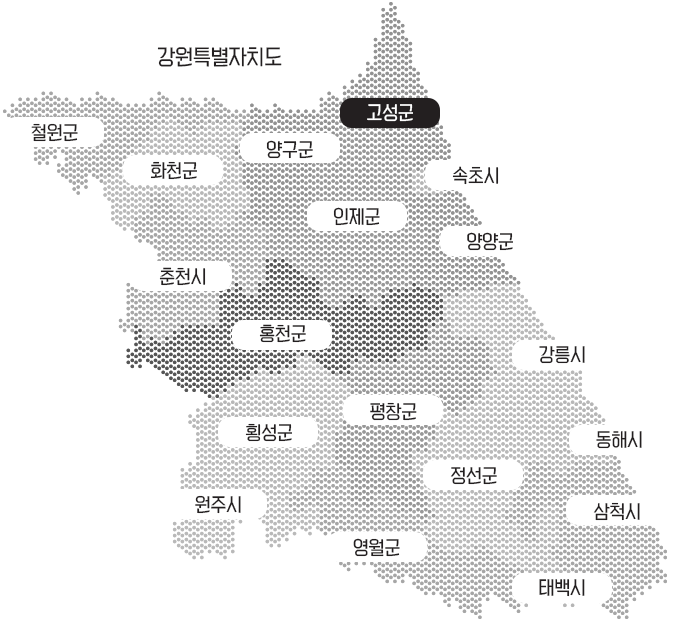 강원특별자치도
고성군
철원군
양구군
화천군
속초시
인제군
양양군
춘천시
홍천군
강릉시
평창군
횡성군
동해시
정선군
원주시
삼척시
영월군
태백시